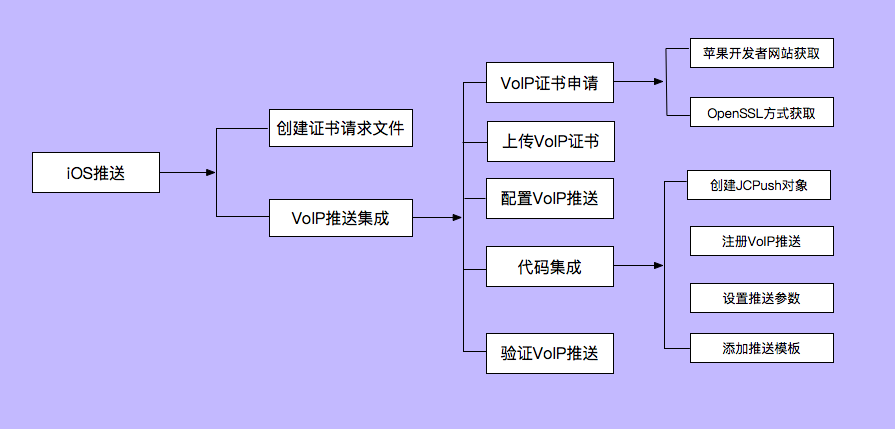 iOS推送
创建证书请求文件
VoIP推送集成
VoIP证书申请
上传VoIP证书
配置VoIP推送
代码集成
验证VoIP推送
苹果开发者网站获取
OpenSSL方式获取
创建JCPush对象
注册VoIP推送
设置推送参数
添加推送模板